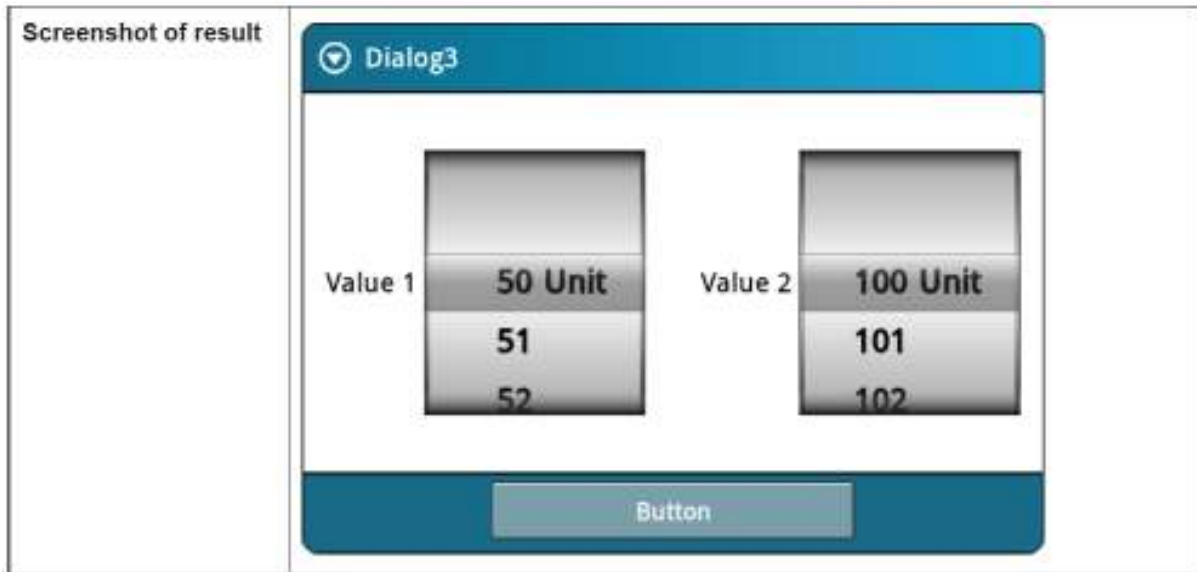 Screenshot of result
Dialog3
Value 1
50 Unit
51
52
Value 2
100 Unit
101
102
Button